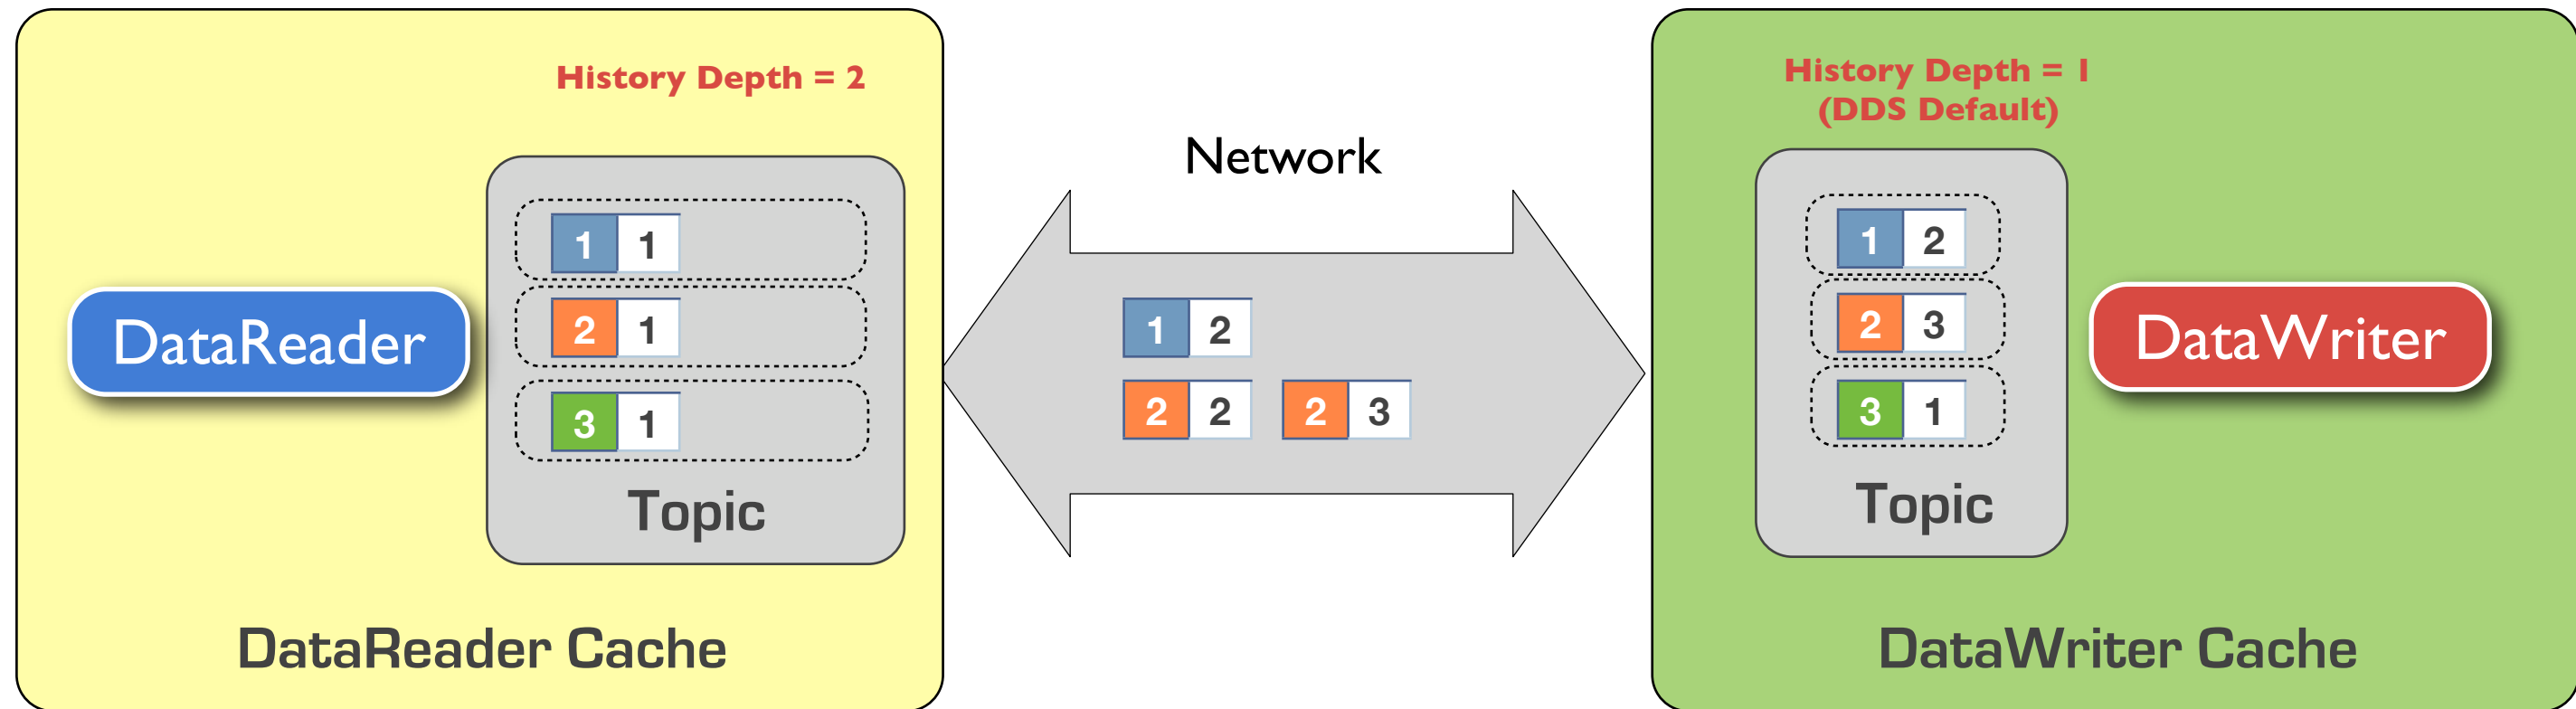 History Depth = 2
1 1
2 1
3 1
DataReader
Topic
DataReader Cache
Network
1 2
2 2 2 3
History Depth = 1
(DDS Default)
1 2
2 3
3 1
DataWriter
Topic
DataWriter Cache